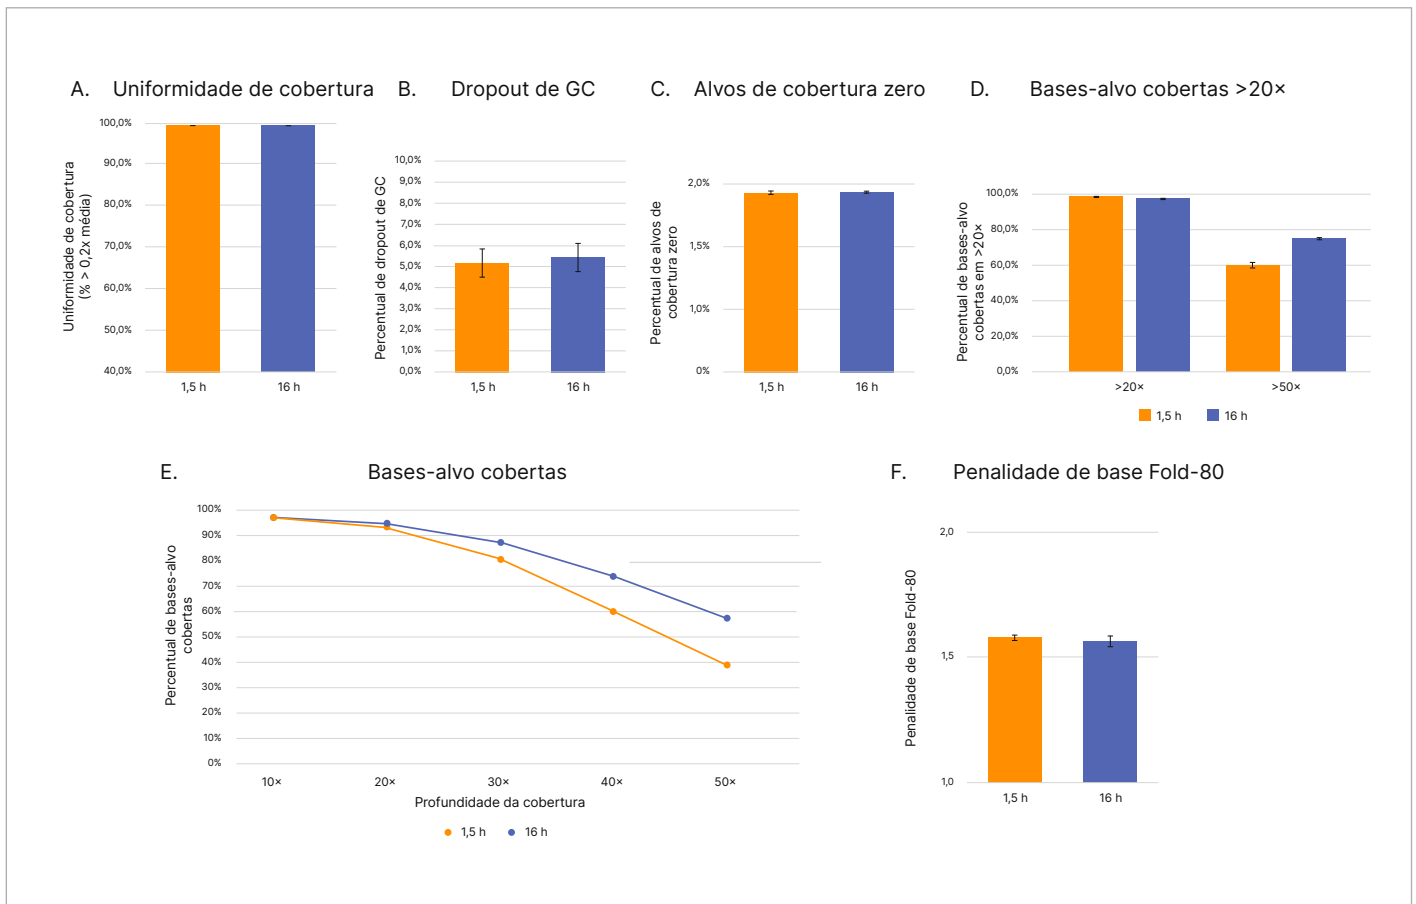 A. Uniformidade de cobertura
Uniformidade de cobertura
(% > 0,2x média)
100,0%
90,0%
80,0%
70,0%
60,0%
50,0%
40,0%
1,5 h
16 h
B. Dropout de GC
Percentual de dropout de GC
10,0%
9,0%
8,0%
7,0%
6,0%
5,0%
4,0%
3,0%
2,0%
1,0%
0,0%
1,5 h
16 h
C. Alvos de cobertura zero
Percentual de alvos de
cobertura zero
2,0%
1,5%
1,0%
0%
1,5 h
16 h
D. Bases-alvo cobertas >20×
Percentual de bases-alvo
cobertas em >20×
100,0%
80,0%
60,0%
40,0%
20,0%
0,0%
>20×
>50×
1,5 h
16 h
E. Bases-alvo cobertas
Percentual de bases-alvo
cobertas
100%
90%
80%
70%
60%
50%
40%
30%
20%
10%
0%
10×
20×
30×
40×
50×
Profundidade da cobertura
1,5 h
16 h
F. Penalidade de base Fold-80
Penalidade de base Fold-80
2,0
1,5
1,0
1,5 h
16 h